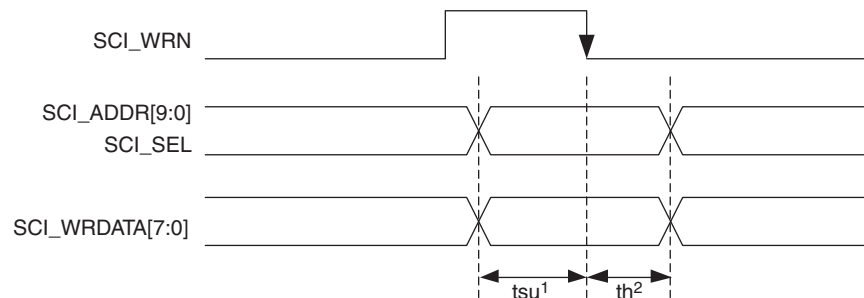 SCI_WRN
SCI_ADDR[9:0]
SCI_SEL
SCI_WRDATA[7:0]
tsu¹ th²